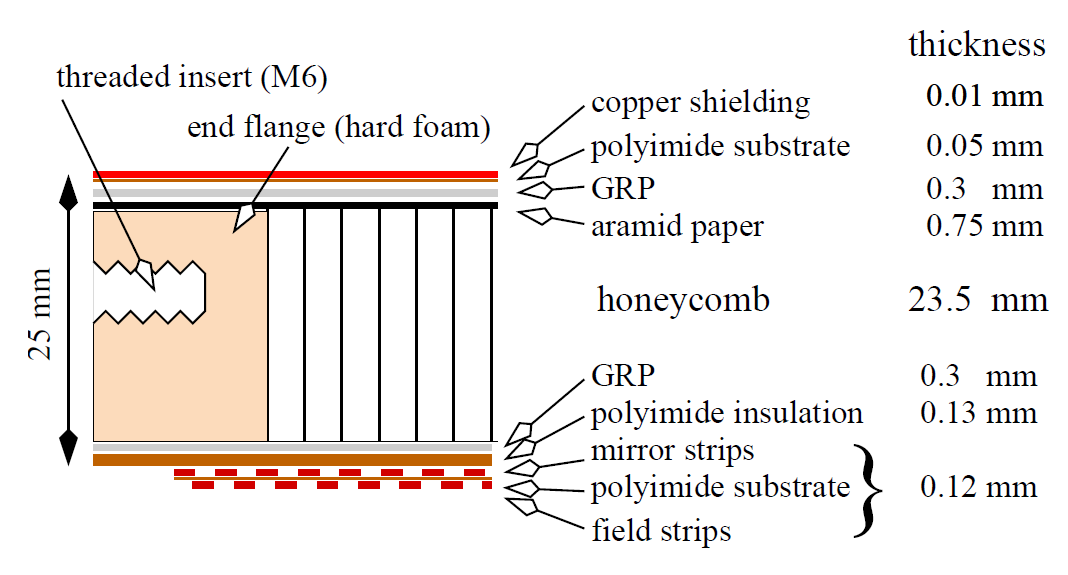 thickness
threaded insert (M6)
end flange (hard foam)
copper shielding 0.01 mm
polyimide substrate 0.05 mm
GRP 0.3 mm
aramid paper 0.75 mm
honeycomb 23.5 mm
25 mm
GRP 0.3 mm
polyimide insulation 0.13 mm
mirror strips
polyimide substrate 0.12 mm
field strips